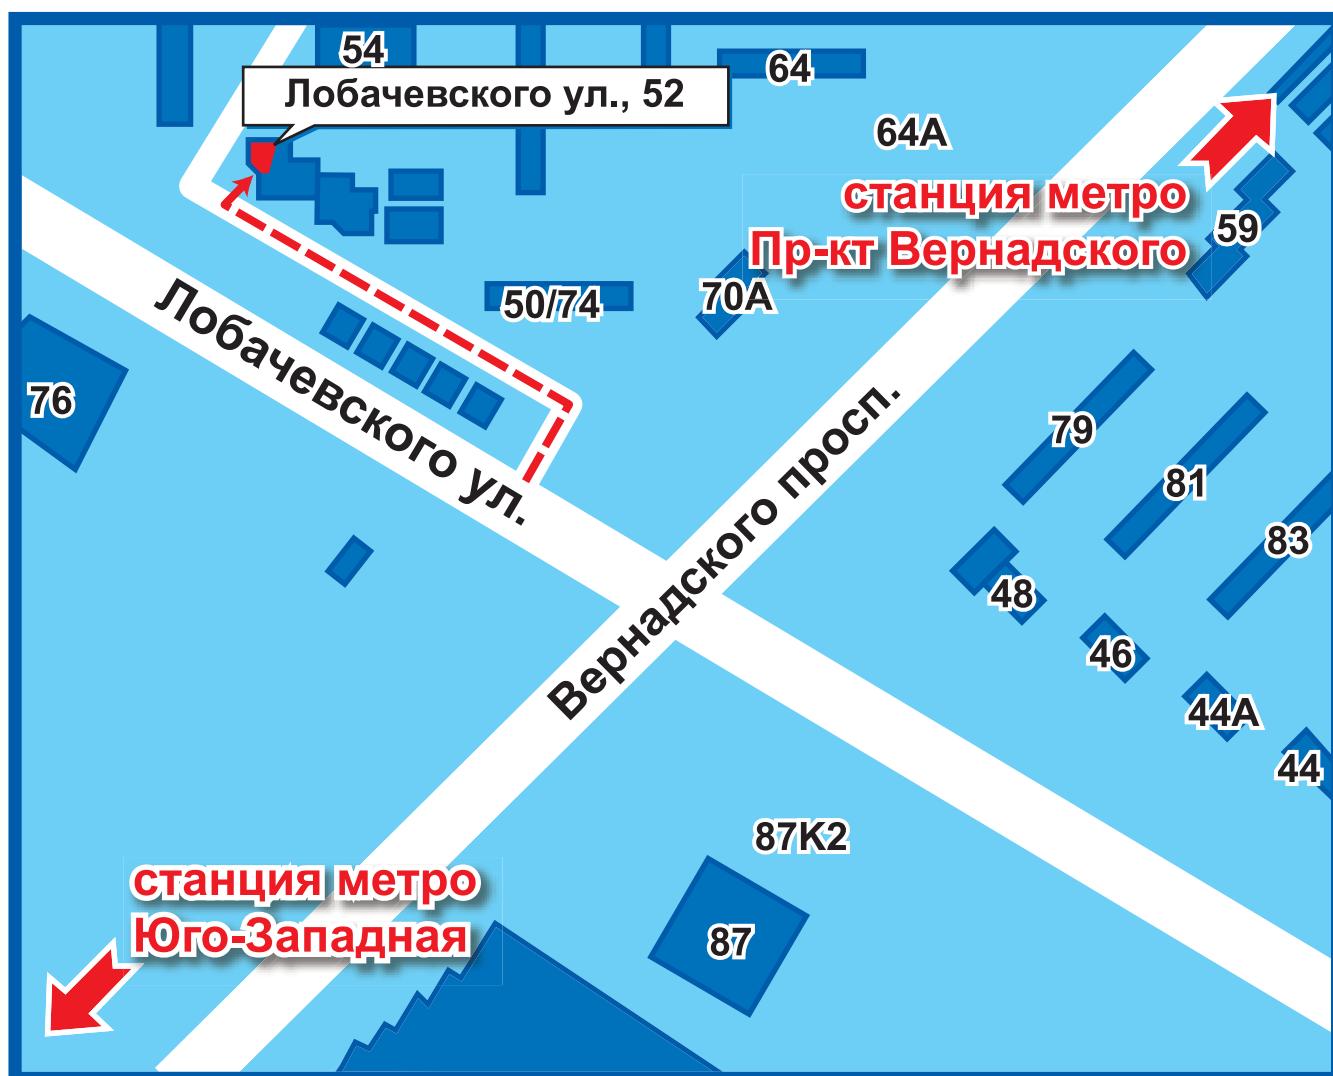 54
Лобачевского ул., 52
64
64А
станция метро
Пр-кт Вернадского
59
70А
50/74
Лобачевского ул.
76
Вернадского просп.
79
81
83
48
46
44А
44
87К2
87
станция метро
Юго-Западная